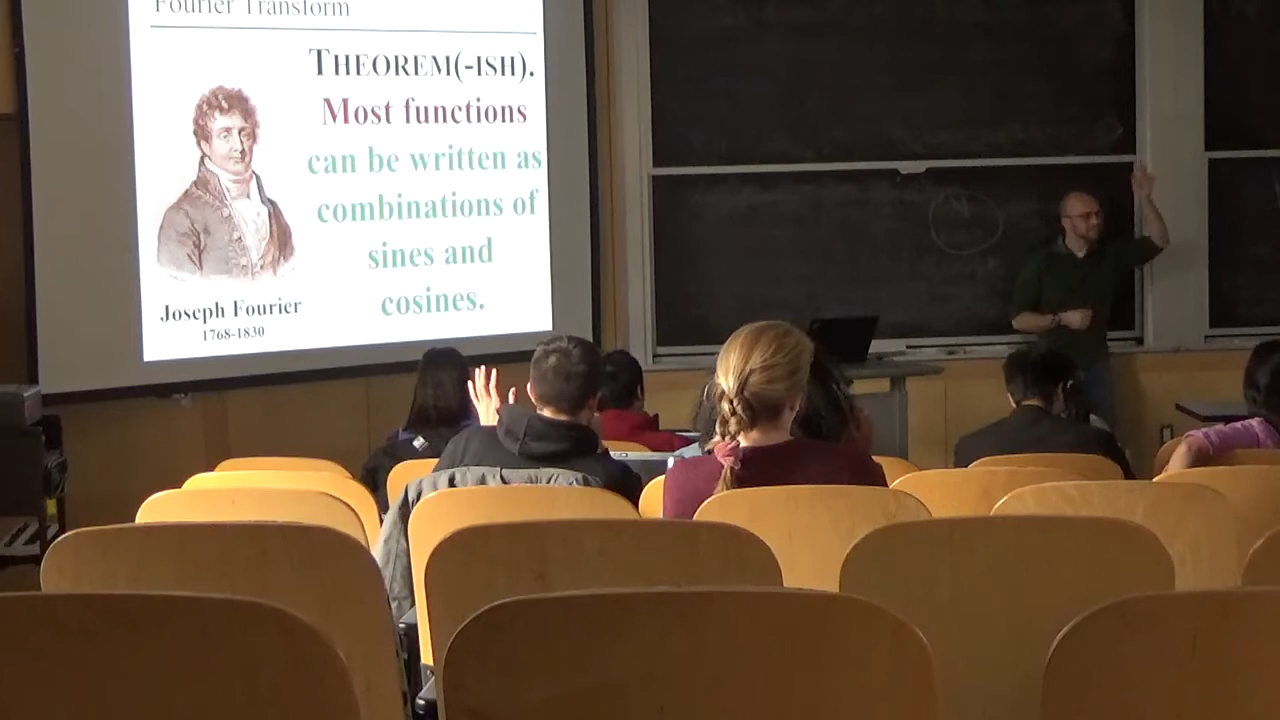 Fourier Transform
THEOREM(-ISH).
Most functions
can be written as
combinations of
sines and
cosines.
Joseph Fourier
1768-1830